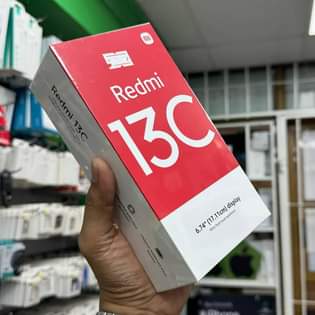 Redmi
13C
6.74" (17.11cm) display
Redmi 13C